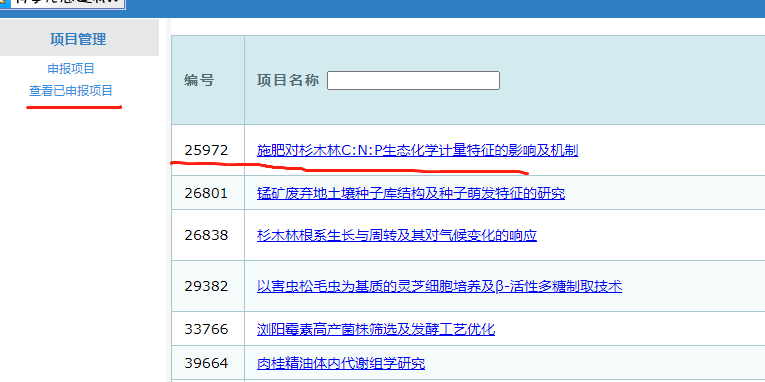 项目管理
申报项目
查看已申报项目
编号 项目名称
25972 施肥对杉木林C:N:P生态化学计量特征的影响及机制
26801 锰矿废弃地土壤种子库结构及种子萌发特征的研究
26838 杉木林根系生长与周转及其对气候变化的响应
29382 以害虫松毛虫为基质的灵芝细胞培养及β-活性多糖制取技术
33766 浏阳霉素高产菌株筛选及发酵工艺优化
39664 肉桂精油体内代谢组学研究